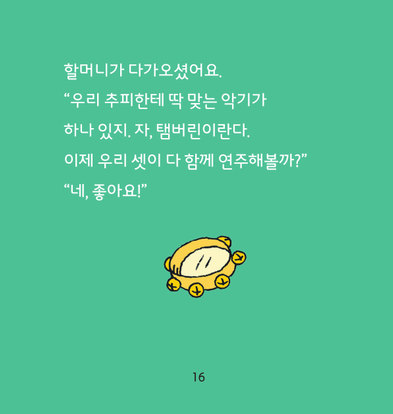 할머니가 다가오셨어요.
“우리 추피한테 딱 맞는 악기가
하나 있지. 자, 탬버린이란다.
이제 우리 셋이 다 함께 연주해볼까?”
“네, 좋아요!”
16